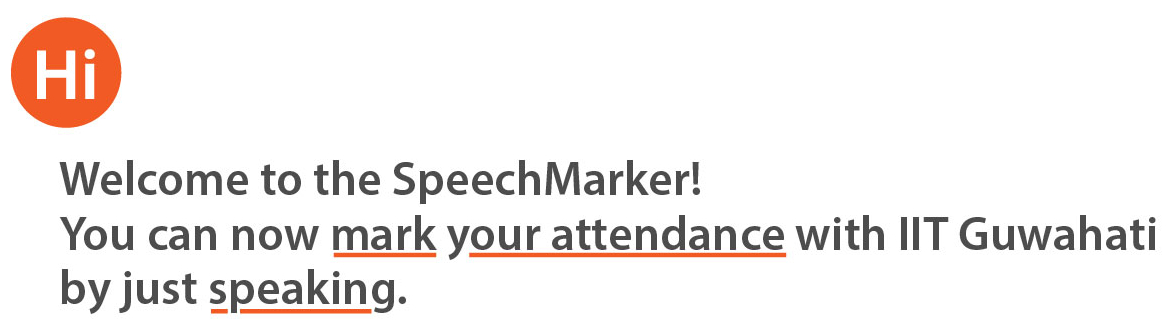 Hi
Welcome to the SpeechMarker!
You can now mark your attendance with IIT Guwahati
by just speaking.